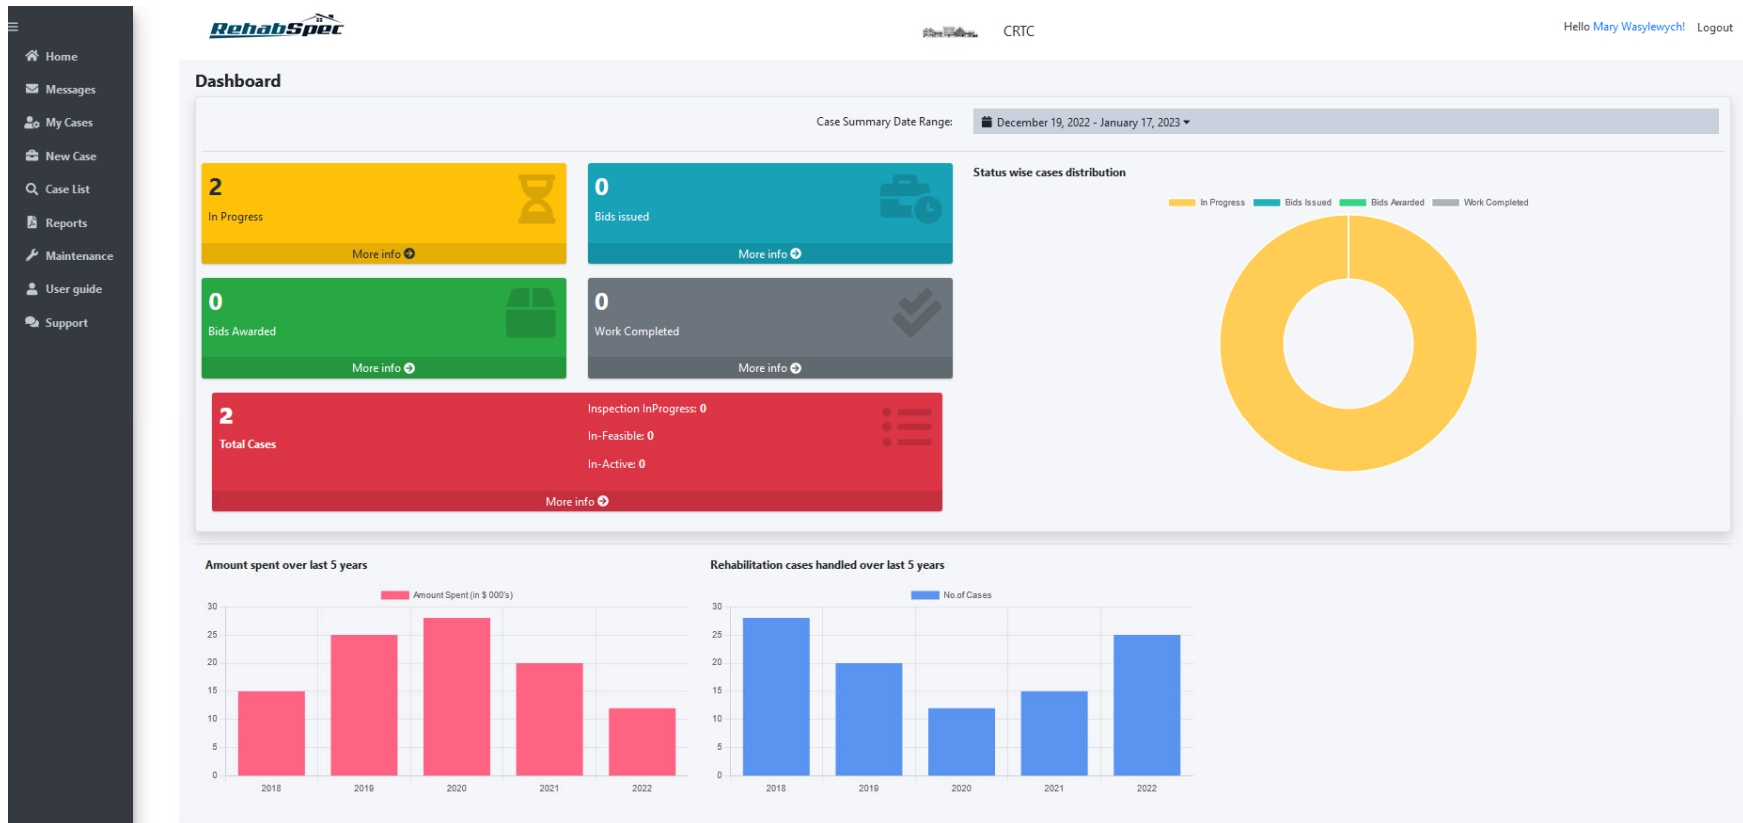 RehabSpec
CRTC
Hello Mary Wasylewych!
Logout
Home
Messages
My Cases
New Case
Case List
Reports
Maintenance
User guide
Support
Dashboard
Case Summary Date Range:
December 19, 2022 - January 17, 2023
2
In Progress
More info
0
Bids issued
More info
0
Bids Awarded
More info
0
Work Completed
More info
2
Total Cases
Inspection InProgress: 0
In-Feasible: 0
In-Active: 0
More info
Status wise cases distribution
In Progress
Bids Issued
Bids Awarded
Work Completed
Amount spent over last 5 years
Amount Spent (in $ 000's)
30
25
20
15
10
5
0
2018
2019
2020
2021
2022
Rehabilitation cases handled over last 5 years
No.of Cases
30
25
20
15
10
5
0
2018
2019
2020
2021
2022